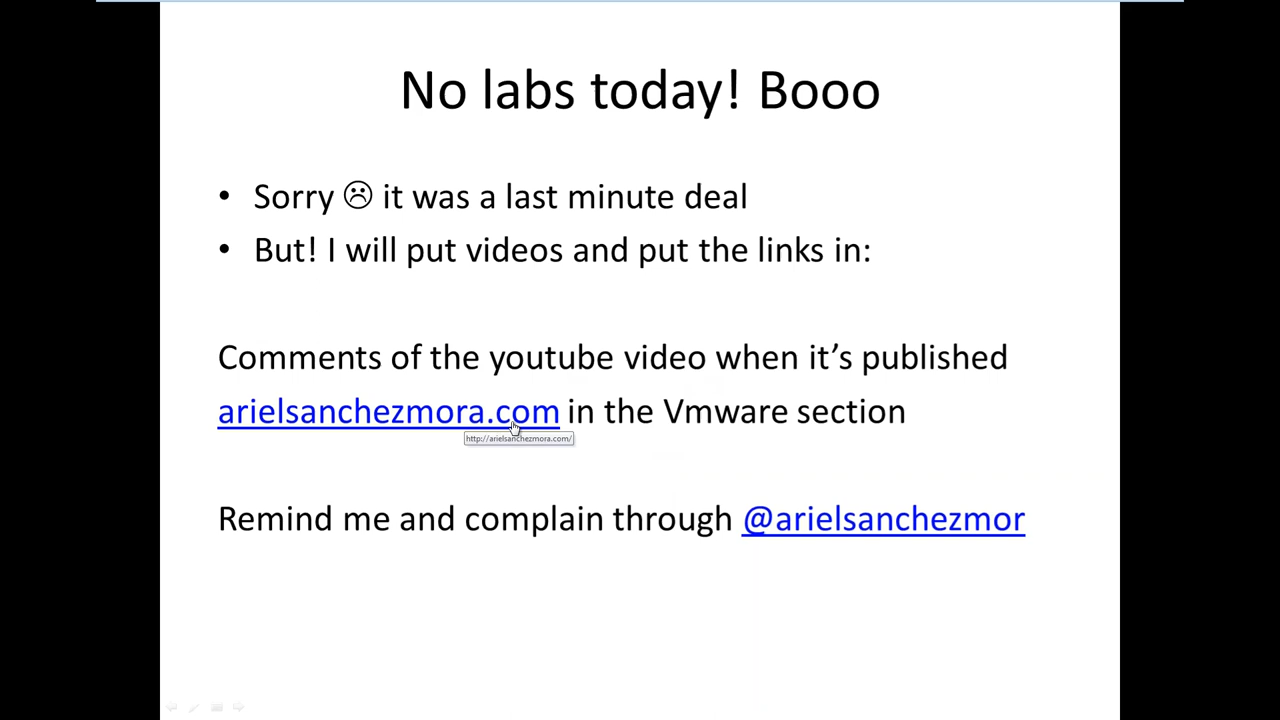 No labs today! Booo
• Sorry ☹ it was a last minute deal
• But! I will put videos and put the links in:
Comments of the youtube video when it’s published
arielsanchezmora.com in the Vmware section
http://arielsanchezmora.com/
Remind me and complain through @arielsanchezmor